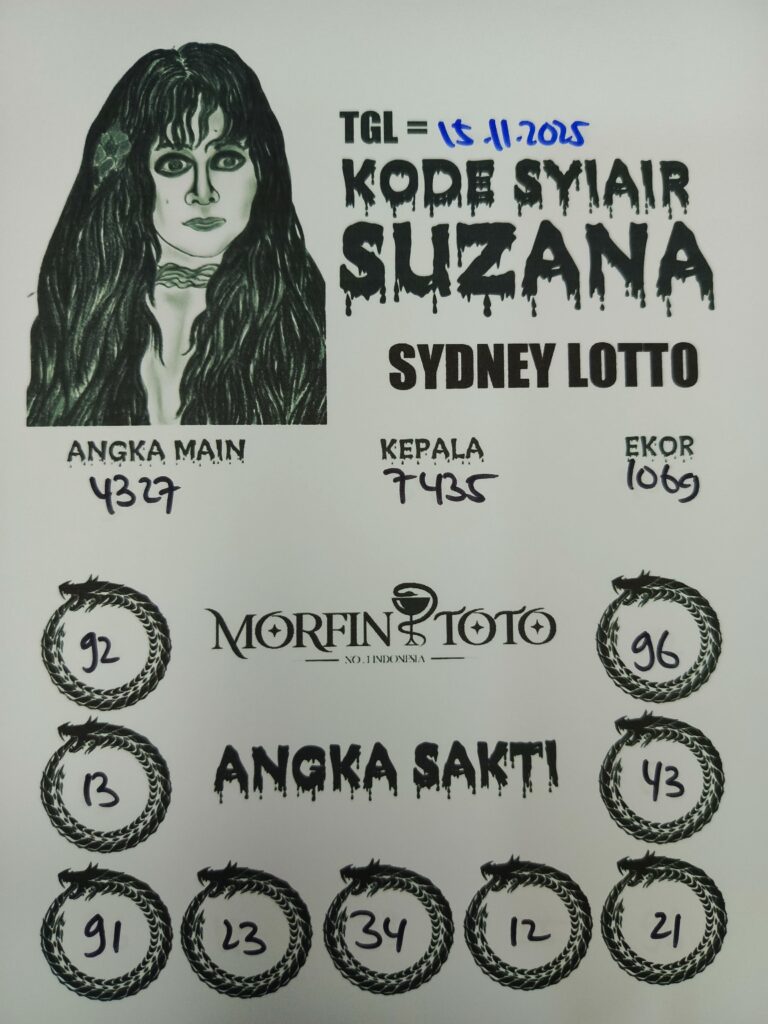 TGL = 15.11.2025
KODE SYIAIR
SUZANA
SYDNEY LOTTO
ANGKA MAIN KEPALA EKOR
4327 7435 1069
92 96
MORFIN TOTO
NO.1 INDONESIA
ANGKA SAKTI
13 43
91 23 34 12 21